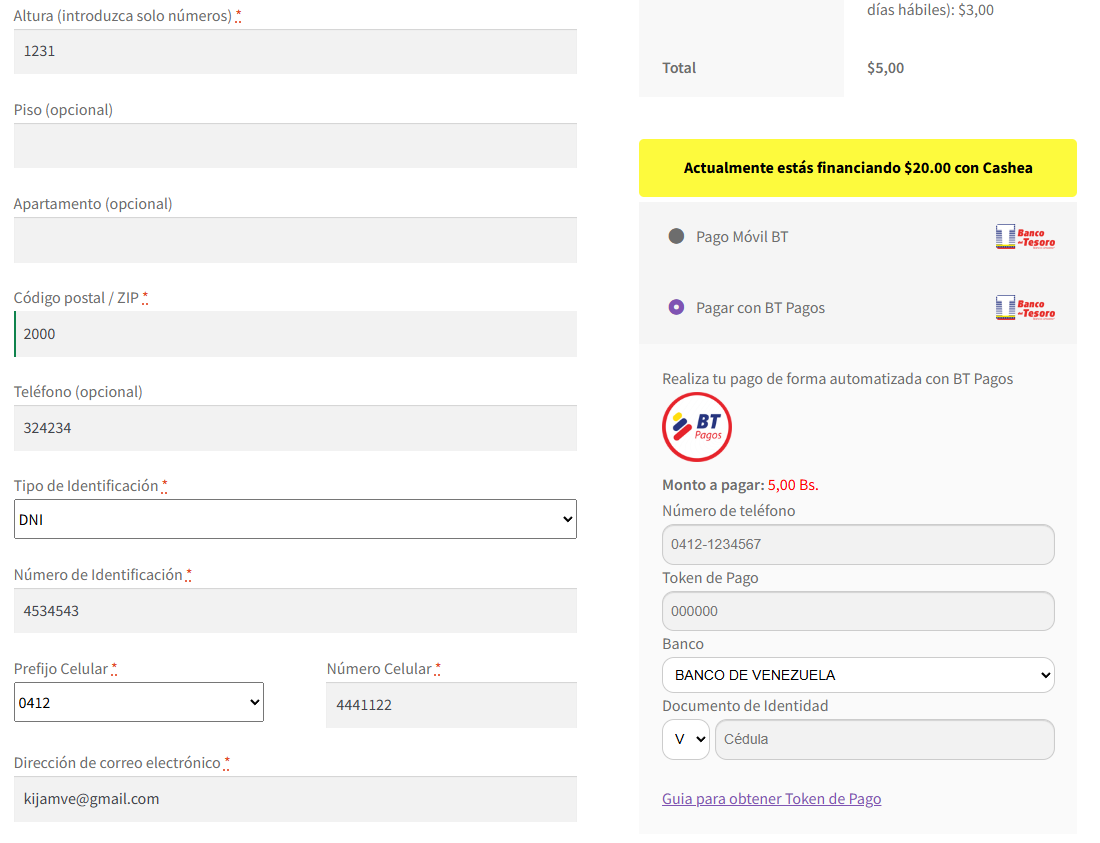 Altura (introduzca solo números) *
1231
Piso (opcional)
Apartamento (opcional)
Código postal / ZIP *
2000
Teléfono (opcional)
324234
Tipo de Identificación *
DNI
Número de Identificación *
4534543
Prefijo Celular *
0412
Número Celular *
4441122
Dirección de correo electrónico *
kijamve@gmail.com
días hábiles): $3,00
Total $5,00
Actualmente estás financiando $20.00 con Cashea
Pago Móvil BT
Banco
del Tesoro
Pagar con BT Pagos
Banco
del Tesoro
Realiza tu pago de forma automatizada con BT Pagos
BT
Pagos
Monto a pagar: 5,00 Bs.
Número de teléfono
0412-1234567
Token de Pago
000000
Banco
BANCO DE VENEZUELA
Documento de Identidad
V Cédula
Guia para obtener Token de Pago